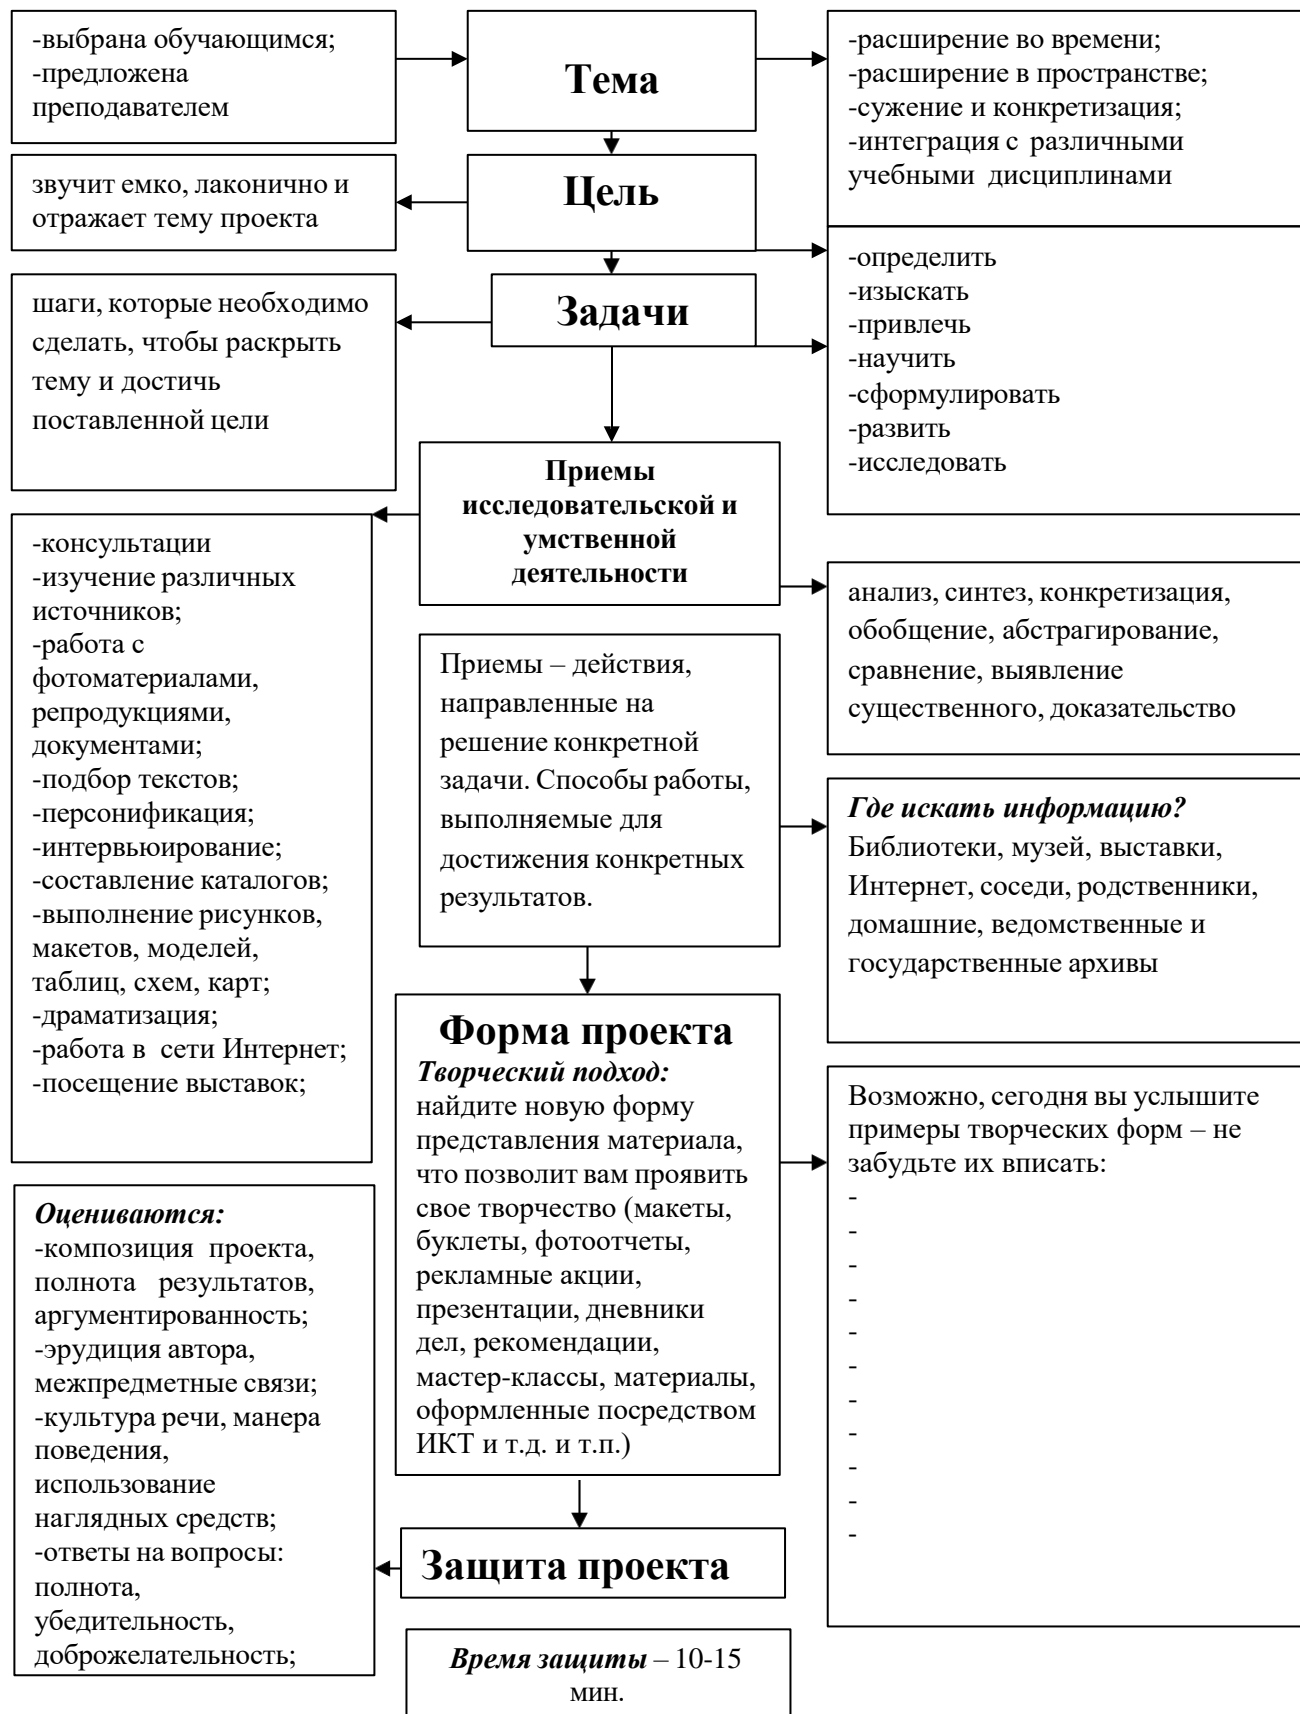 -выбрана обучающимся;
-предложена
преподавателем
Тема
-расширение во времени;
-расширение в пространстве;
-сужение и конкретизация;
-интеграция с различными
учебными дисциплинами
звучит емко, лаконично и
отражает тему проекта
Цель
-определить
-изыскать
-привлечь
-научить
-сформулировать
-развить
-исследовать
шаги, которые необходимо
сделать, чтобы раскрыть
тему и достичь
поставленной цели
Задачи
Приемы
исследовательской и
умственной
деятельности
-консультации
-изучение различных
источников;
-работа с
фотоматериалами,
репродукциями,
документами;
-подбор текстов;
-персонификация;
-интервьюирование;
-составление каталогов;
-выполнение рисунков,
макетов, моделей,
таблиц, схем, карт;
-драматизация;
-работа в сети Интернет;
-посещение выставок;
анализ, синтез, конкретизация,
обобщение, абстрагирование,
сравнение, выявление
существенного, доказательство
Приемы – действия,
направленные на
решение конкретной
задачи. Способы работы,
выполняемые для
достижения конкретных
результатов.
Где искать информацию?
Библиотеки, музей, выставки,
Интернет, соседи, родственники,
домашние, ведомственные и
государственные архивы
Форма проекта
Творческий подход:
найдите новую форму
представления материала,
что позволит вам проявить
свое творчество (макеты,
буклеты, фотоотчеты,
рекламные акции,
презентации, дневники
дел, рекомендации,
мастер-классы, материалы,
оформленные посредством
ИКТ и т.д. и т.п.)
Возможно, сегодня вы услышите
примеры творческих форм – не
забудьте их вписать:
-
-
-
-
-
-
-
-
-
-
-
Оцениваются:
-композиция проекта,
полнота результатов,
аргументированность;
-эрудиция автора,
межпредметные связи;
-культура речи, манера
поведения,
использование
наглядных средств;
-ответы на вопросы:
полнота,
убедительность,
доброжелательность;
Защита проекта
Время защиты – 10-15
мин.